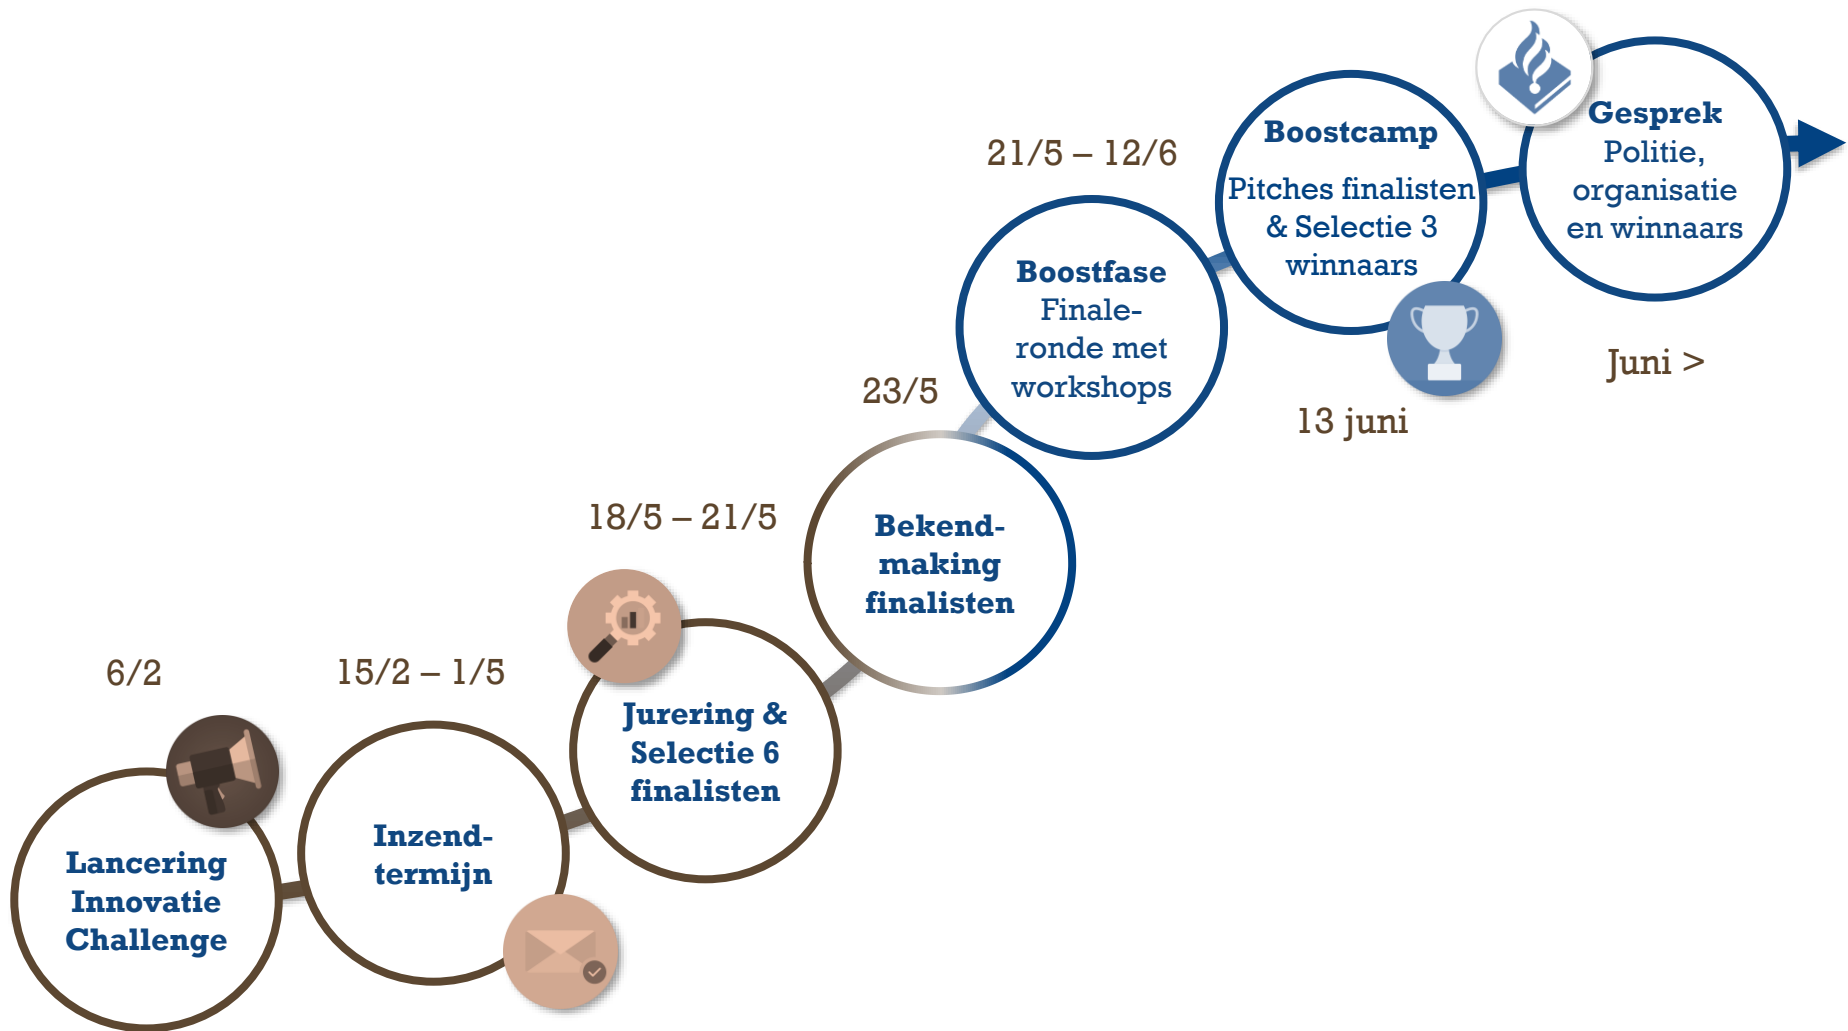 6/2
Lancering
Innovatie
Challenge
15/2 – 1/5
Inzend-
termijn
18/5 – 21/5
Jurering &
Selectie 6
finalisten
23/5
Bekend-
making
finalisten
21/5 – 12/6
Boostfase
Finale-
ronde met
workshops
Boostcamp
Pitches finalisten
& Selectie 3
winnaars
13 juni
Gesprek
Politie,
organisatie
en winnaars
Juni >